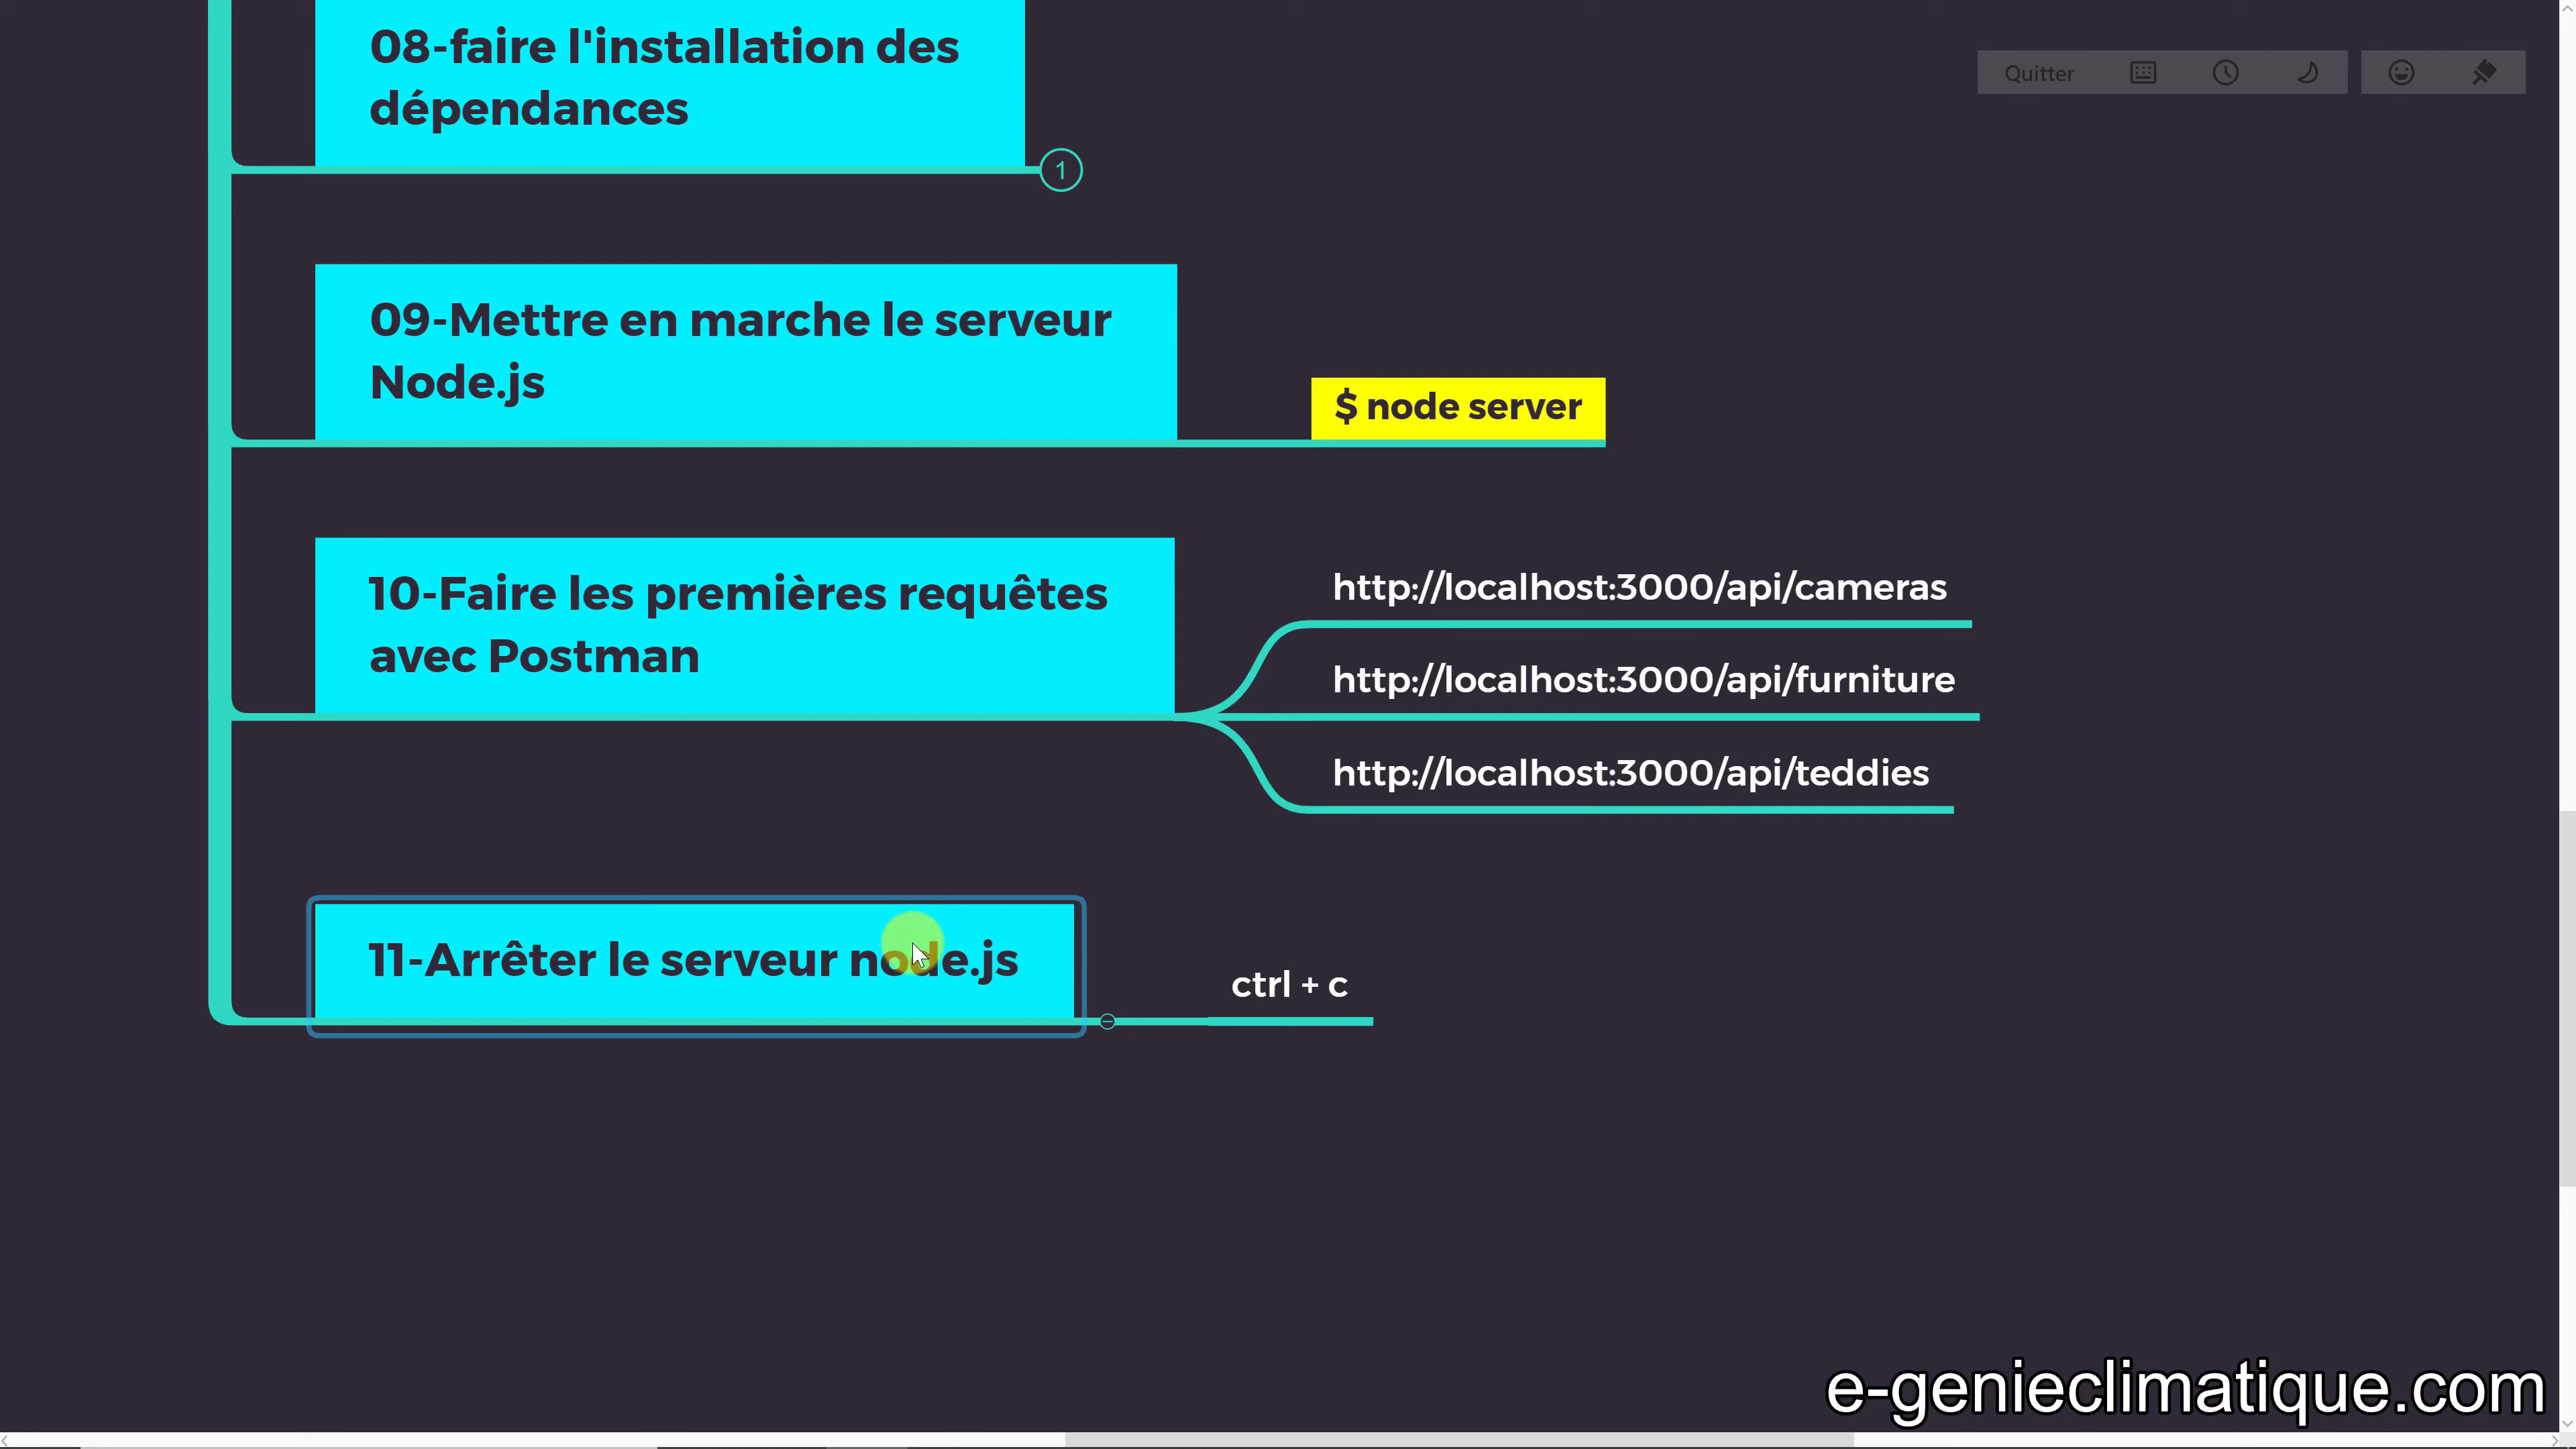 08-faire l'installation des
dépendances
1
Quitter
09-Mettre en marche le serveur
Node.js
$ node server
10-Faire les premières requêtes
avec Postman
http://localhost:3000/api/cameras
http://localhost:3000/api/furniture
http://localhost:3000/api/teddies
11-Arrêter le serveur node.js
ctrl + c
e-genieclimatique.com